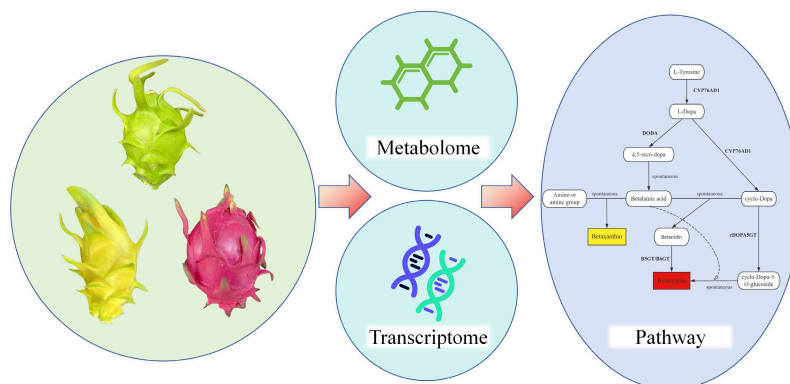 Metabolome
Transcriptome
L-Tyrosine
CYP76AD1
L-Dopa
DODA
CYP76AD1
4,5-seco-dopa
spontaneous
Amino or
amine group
spontaneous
Betalamic acid
spontaneous
cyclo-Dopa
Betaxanthin
Betanidin
cDOPA5GT
B5GT/B6GT
spontaneous
cyclo-Dopa-5-
O-glucoside
Pathway